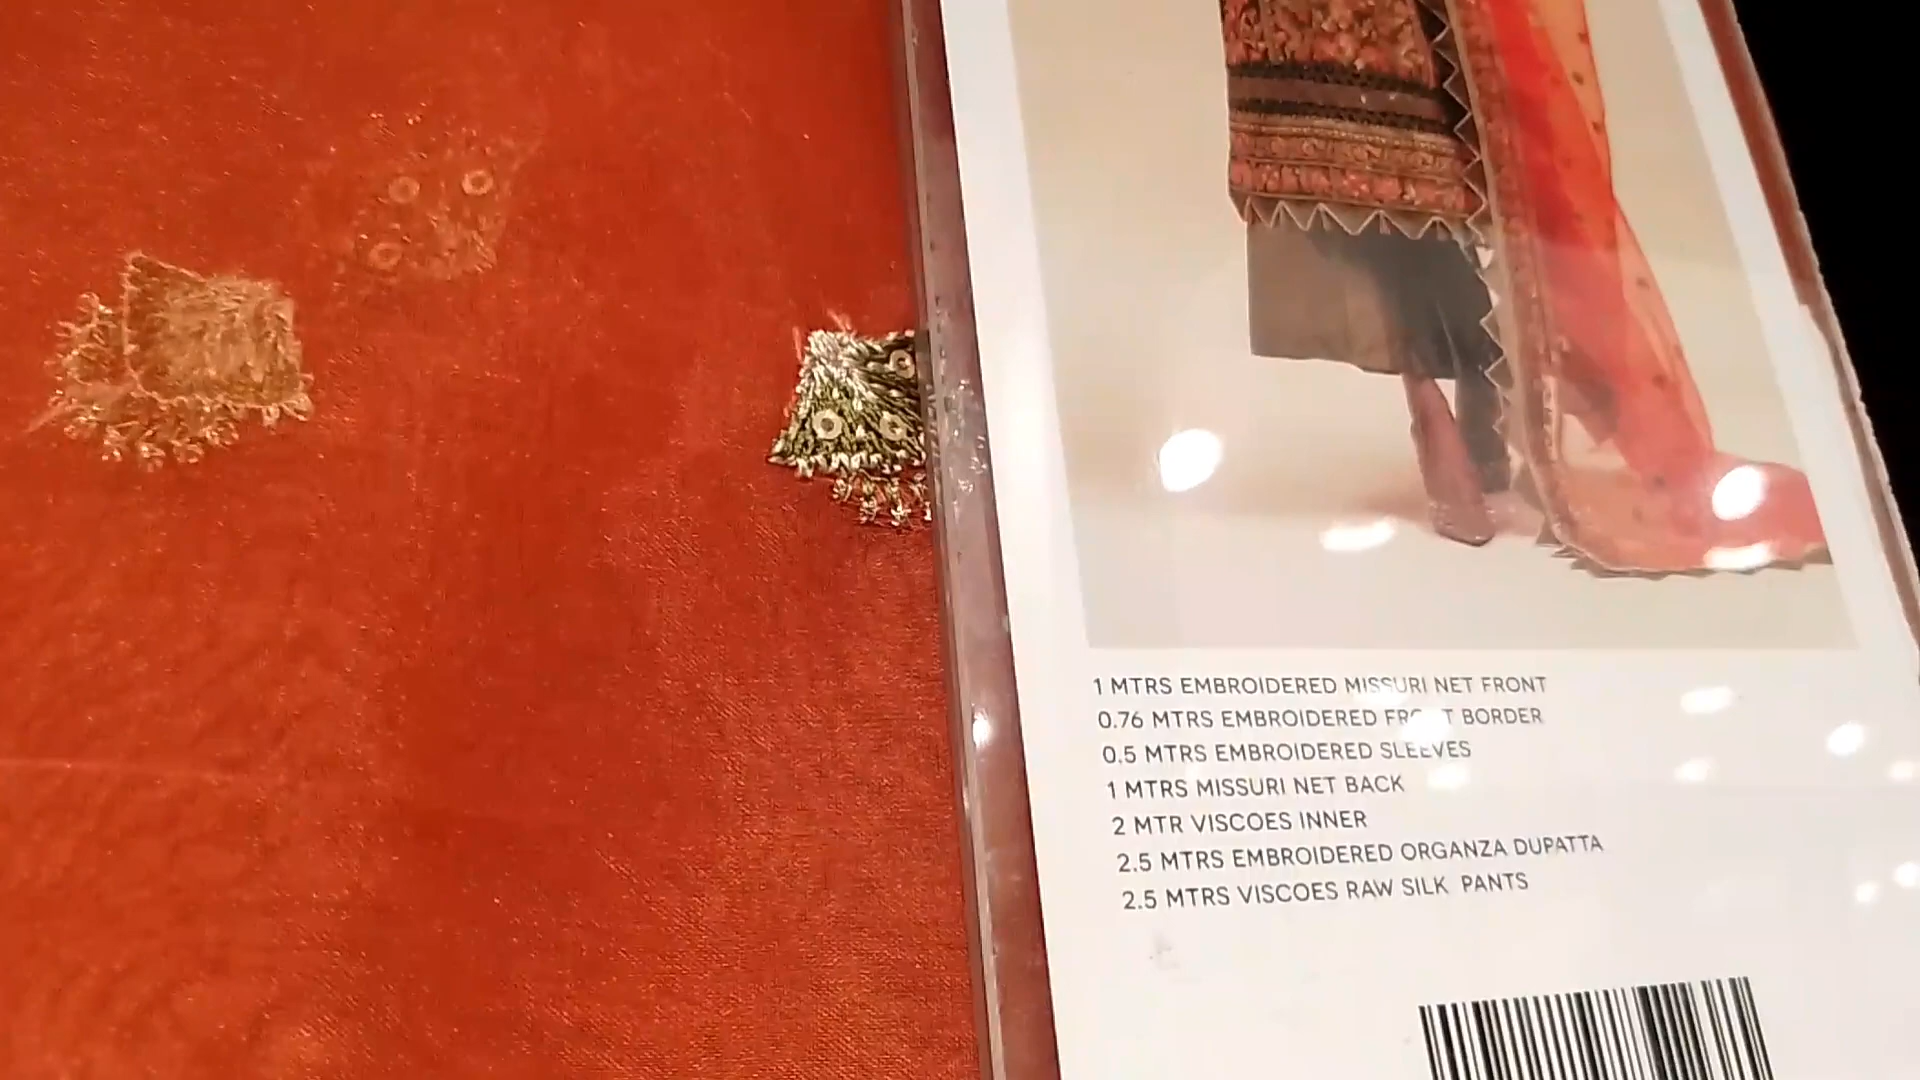 1 MTRS EMBROIDERED MISSURI NET FRONT
0.76 MTRS EMBROIDERED FRONT BORDER
0.5 MTRS EMBROIDERED SLEEVES
1 MTRS MISSURI NET BACK
2 MTR VISCOES INNER
2.5 MTRS EMBROIDERED ORGANZA DUPATTA
2.5 MTRS VISCOES RAW SILK PANTS